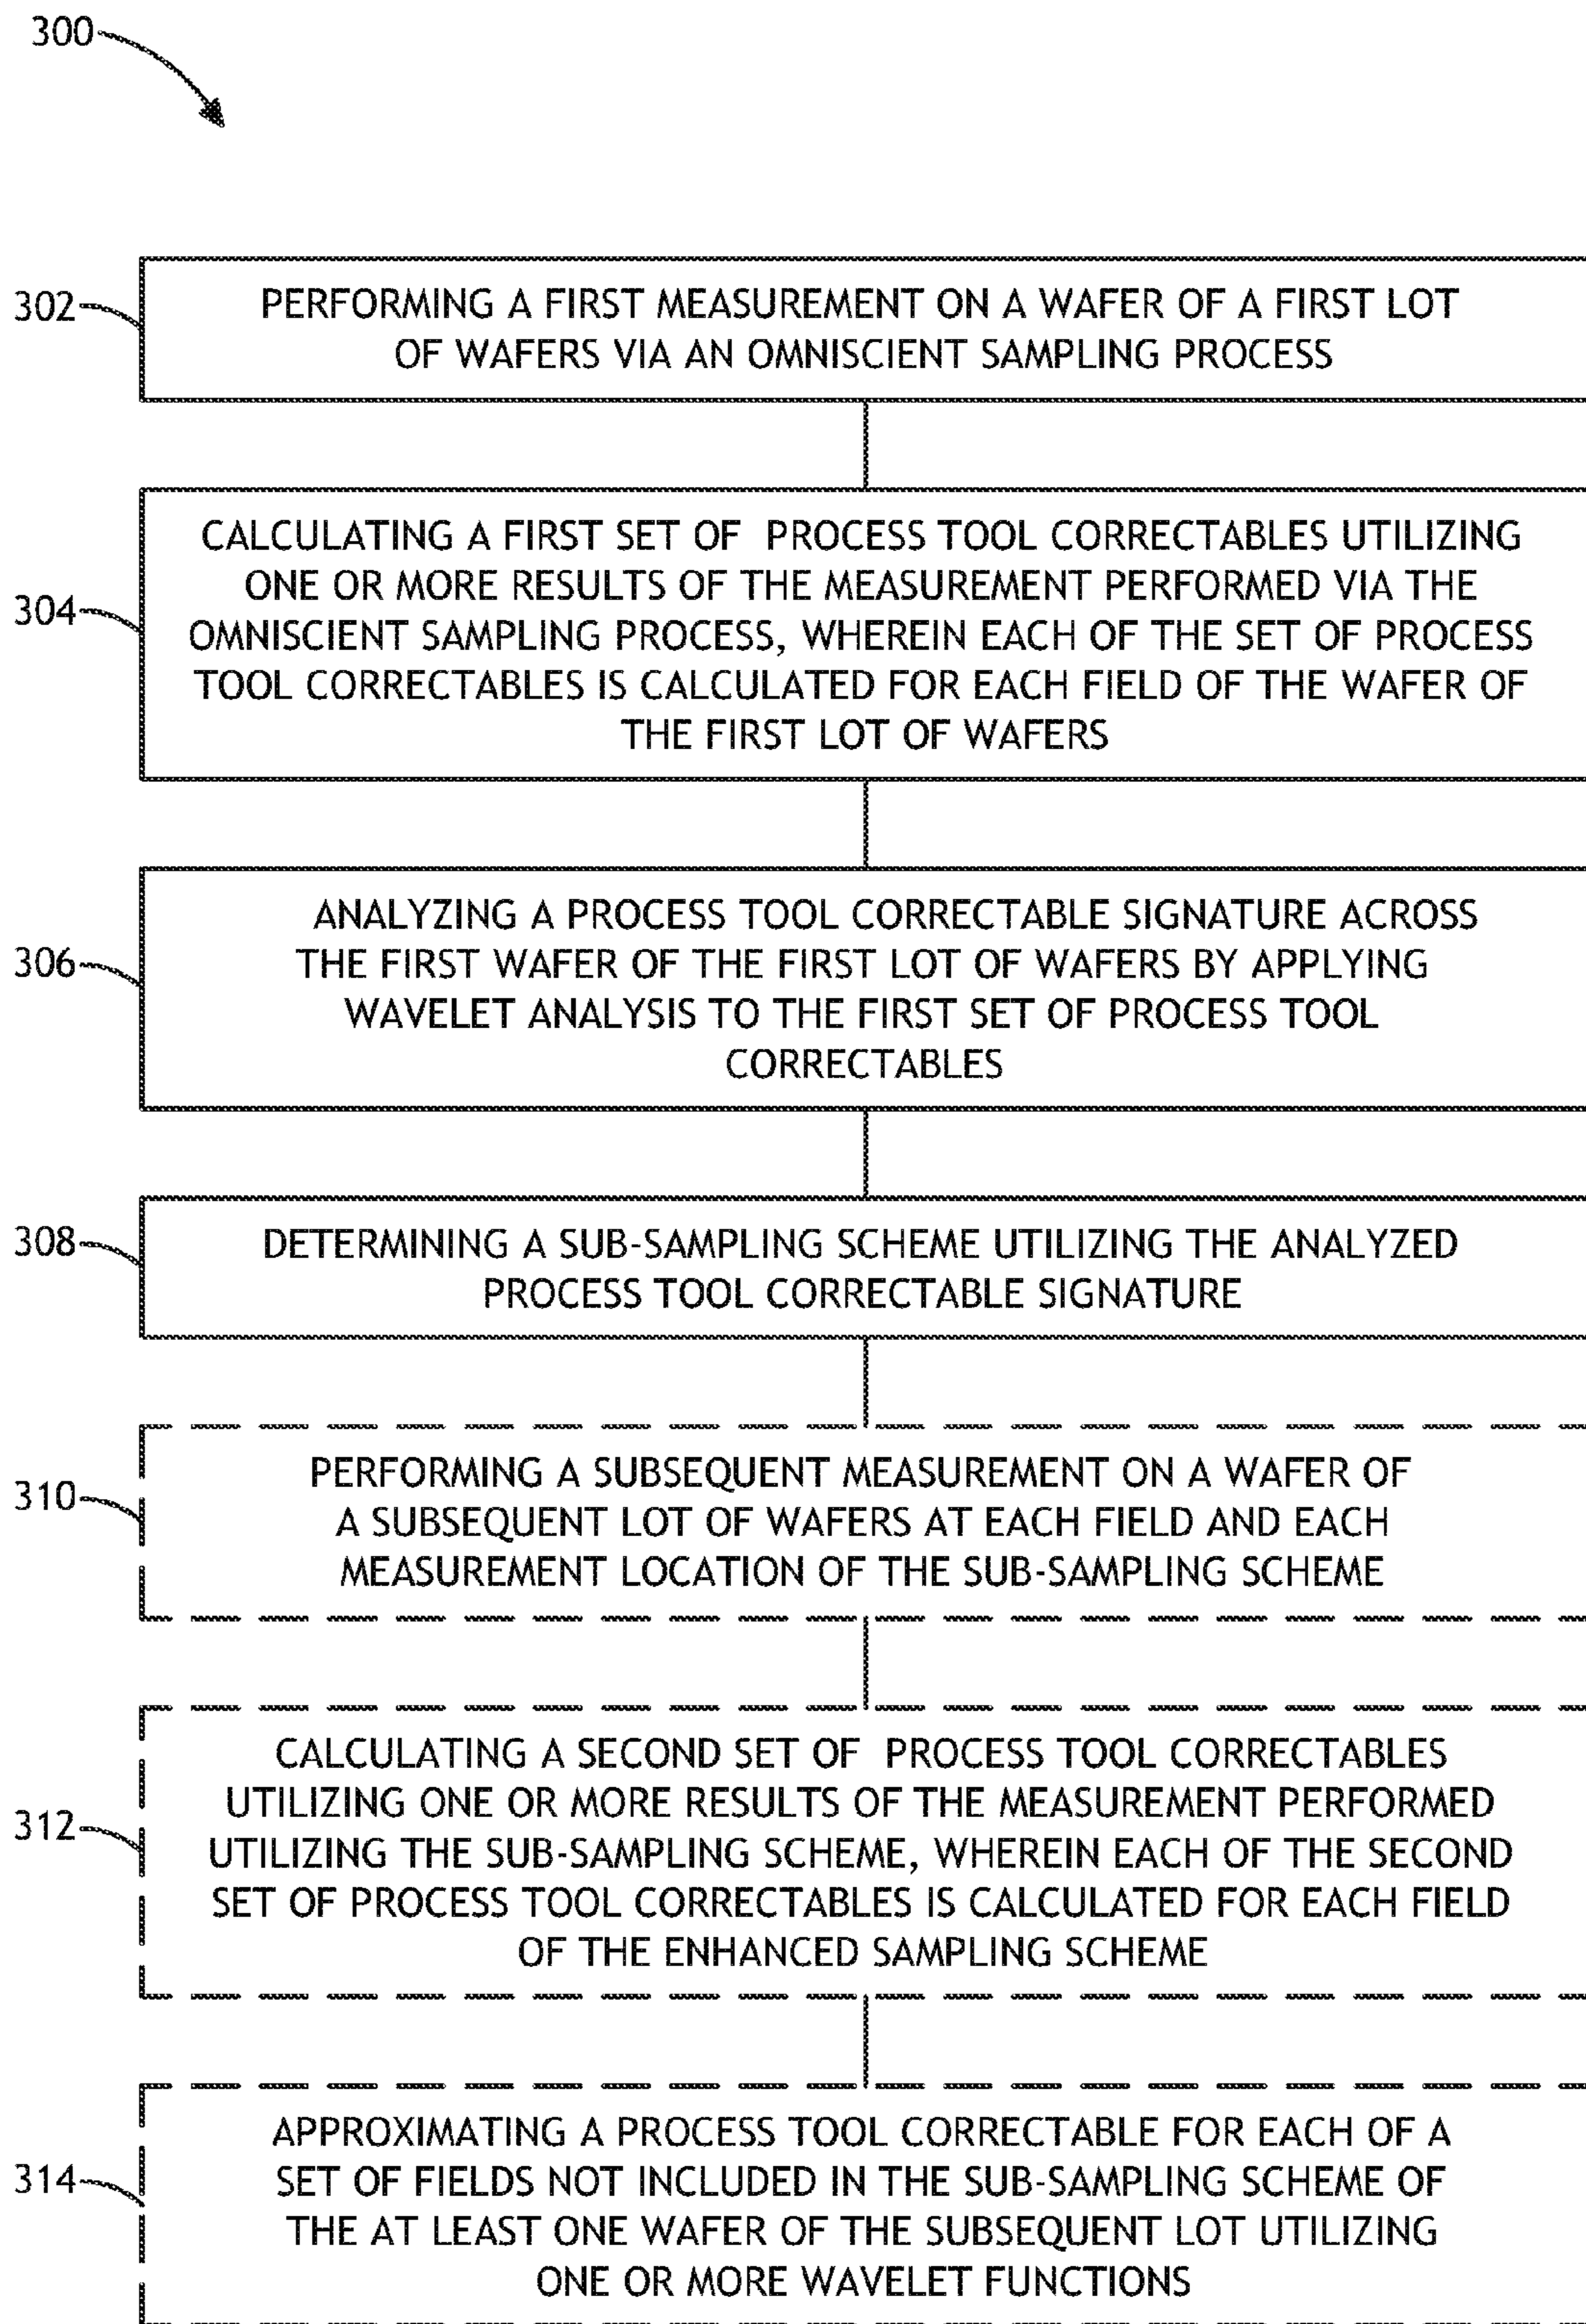 300
302
PERFORMING A FIRST MEASUREMENT ON A WAFER OF A FIRST LOT
OF WAFERS VIA AN OMNISCIENT SAMPLING PROCESS
304
CALCULATING A FIRST SET OF PROCESS TOOL CORRECTABLES UTILIZING
ONE OR MORE RESULTS OF THE MEASUREMENT PERFORMED VIA THE
OMNISCIENT SAMPLING PROCESS, WHEREIN EACH OF THE SET OF PROCESS
TOOL CORRECTABLES IS CALCULATED FOR EACH FIELD OF THE WAFER OF
THE FIRST LOT OF WAFERS
306
ANALYZING A PROCESS TOOL CORRECTABLE SIGNATURE ACROSS
THE FIRST WAFER OF THE FIRST LOT OF WAFERS BY APPLYING
WAVELET ANALYSIS TO THE FIRST SET OF PROCESS TOOL
CORRECTABLES
308
DETERMINING A SUB-SAMPLING SCHEME UTILIZING THE ANALYZED
PROCESS TOOL CORRECTABLE SIGNATURE
310
PERFORMING A SUBSEQUENT MEASUREMENT ON A WAFER OF
A SUBSEQUENT LOT OF WAFERS AT EACH FIELD AND EACH
MEASUREMENT LOCATION OF THE SUB-SAMPLING SCHEME
312
CALCULATING A SECOND SET OF PROCESS TOOL CORRECTABLES
UTILIZING ONE OR MORE RESULTS OF THE MEASUREMENT PERFORMED
UTILIZING THE SUB-SAMPLING SCHEME, WHEREIN EACH OF THE SECOND
SET OF PROCESS TOOL CORRECTABLES IS CALCULATED FOR EACH FIELD
OF THE ENHANCED SAMPLING SCHEME
314
APPROXIMATING A PROCESS TOOL CORRECTABLE FOR EACH OF A
SET OF FIELDS NOT INCLUDED IN THE SUB-SAMPLING SCHEME OF
THE AT LEAST ONE WAFER OF THE SUBSEQUENT LOT UTILIZING
ONE OR MORE WAVELET FUNCTIONS